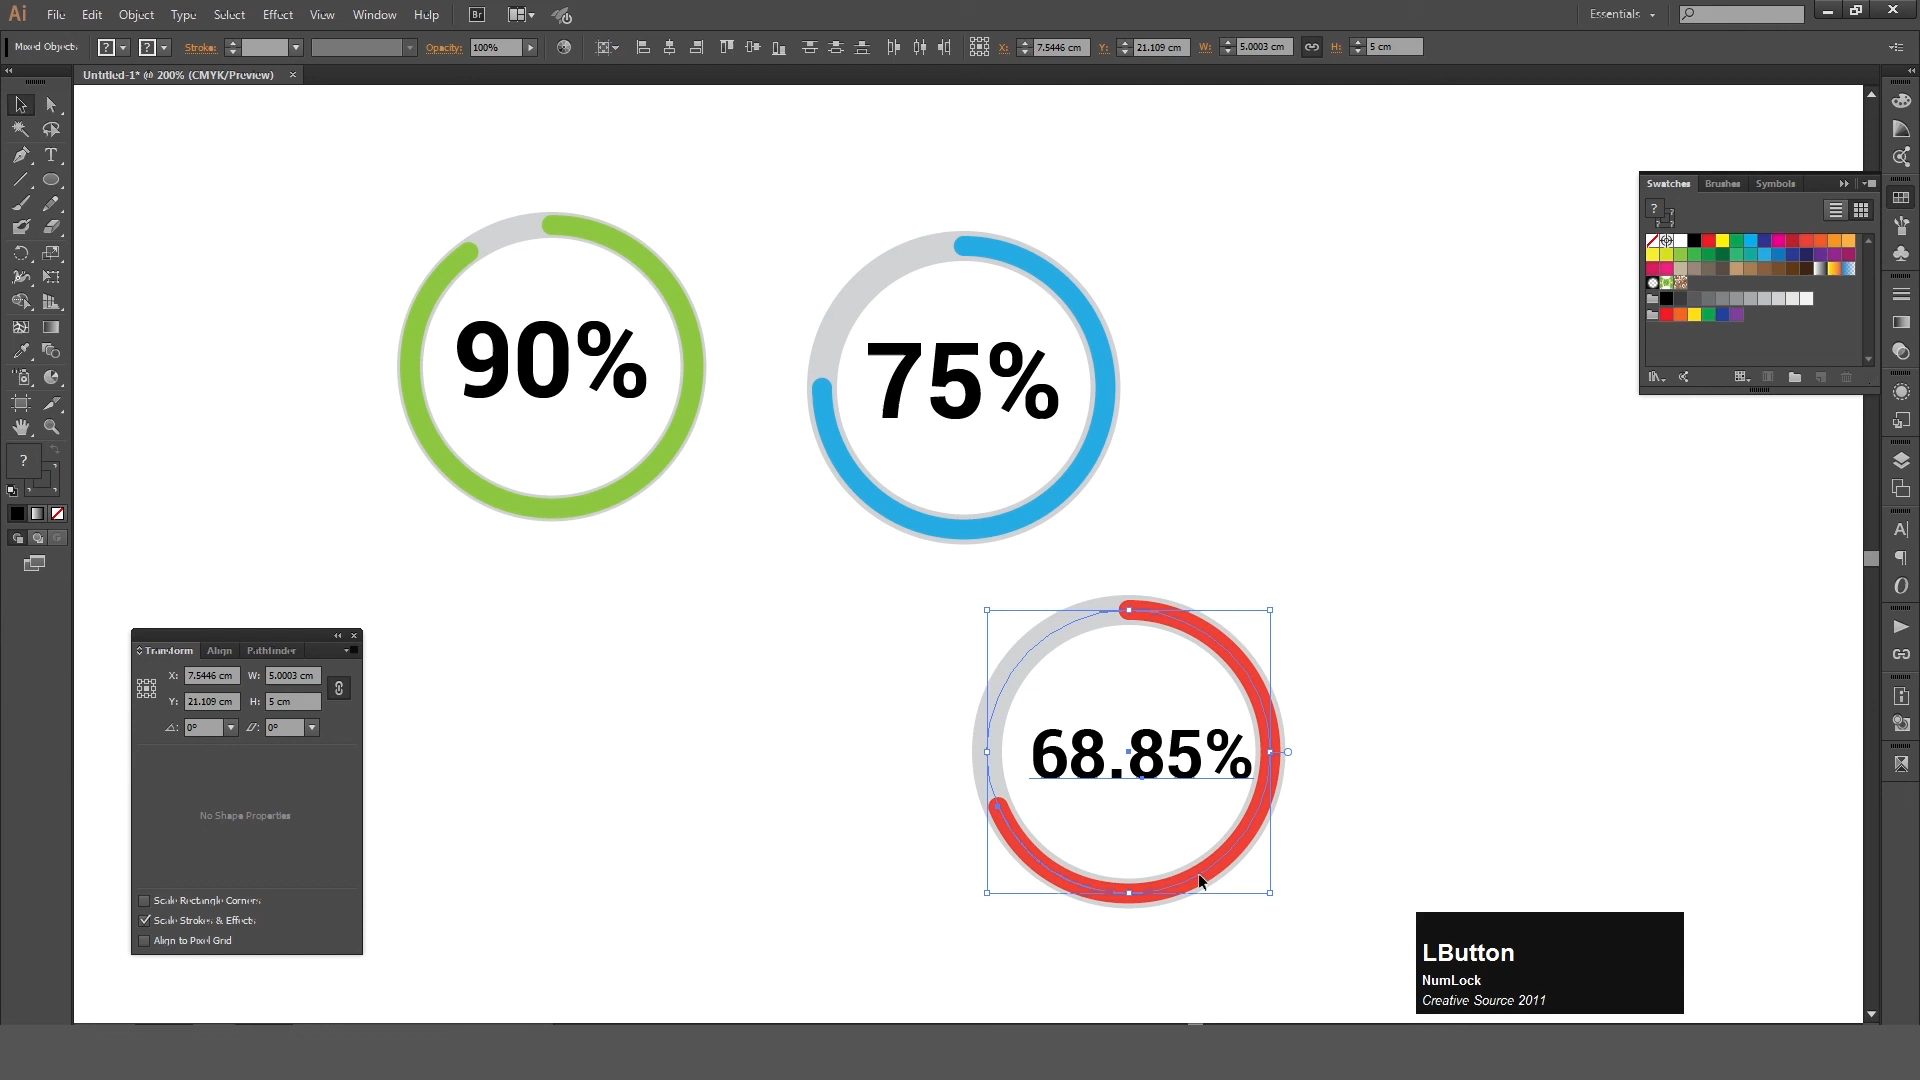 Ai File Edit Object Type Select Effect View Window Help Br Essentials
Mixed Objects ? ? Stroke: Opacity: 100% X: 7.5446 cm Y: 21.109 cm W: 5.0003 cm H: 5 cm
Untitled-1* @ 200% (CMYK/Preview) ×
Swatches Brushes Symbols
?
90%
75%
?
Transform Align Pathfinder
X: 7.5446 cm W: 5.0003 cm
Y: 21.109 cm H: 5 cm
0° 0°
No Shape Properties
68.85%
Scale Rectangle Corners
Scale Strokes & Effects
Align to Pixel Grid
LButton
NumLock
Creative Source 2011